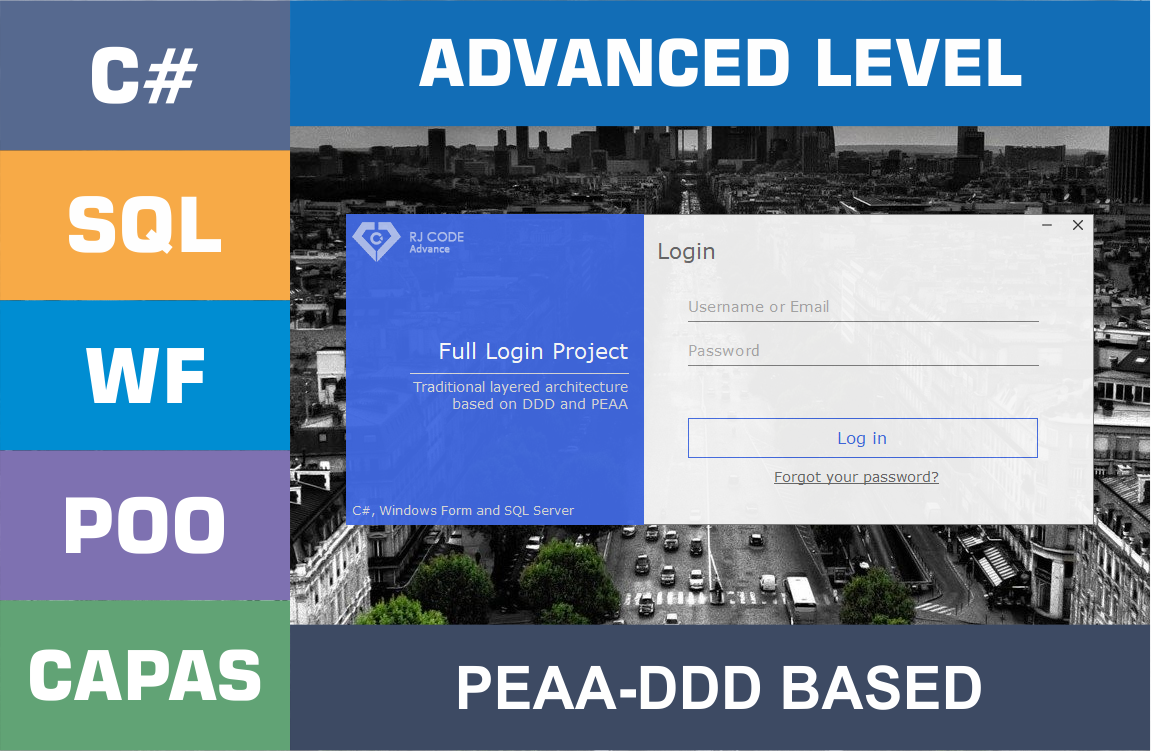 C#
SQL
WF
POO
CAPAS
ADVANCED LEVEL
RJ CODE
Advance
Full Login Project
Traditional layered architecture
based on DDD and PEAA
C#, Windows Form and SQL Server
Login
Username or Email
Password
Log in
Forgot your password?
PEAA-DDD BASED